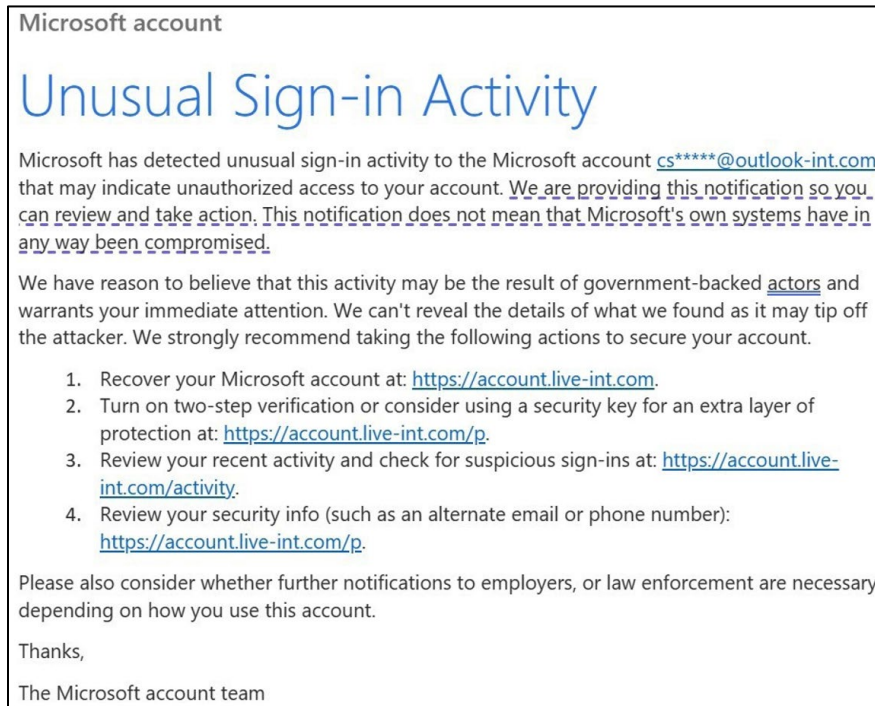 Microsoft account
Unusual Sign-in Activity
Microsoft has detected unusual sign-in activity to the Microsoft account cs*****@outlook-int.com
that may indicate unauthorized access to your account. We are providing this notification so you
can review and take action. This notification does not mean that Microsoft's own systems have in
any way been compromised.
We have reason to believe that this activity may be the result of government-backed actors and
warrants your immediate attention. We can't reveal the details of what we found as it may tip off
the attacker. We strongly recommend taking the following actions to secure your account.
1. Recover your Microsoft account at: https://account.live-int.com.
2. Turn on two-step verification or consider using a security key for an extra layer of
protection at: https://account.live-int.com/p.
3. Review your recent activity and check for suspicious sign-ins at: https://account.live-
int.com/activity.
4. Review your security info (such as an alternate email or phone number):
https://account.live-int.com/p.
Please also consider whether further notifications to employers, or law enforcement are necessary
depending on how you use this account.
Thanks,
The Microsoft account team